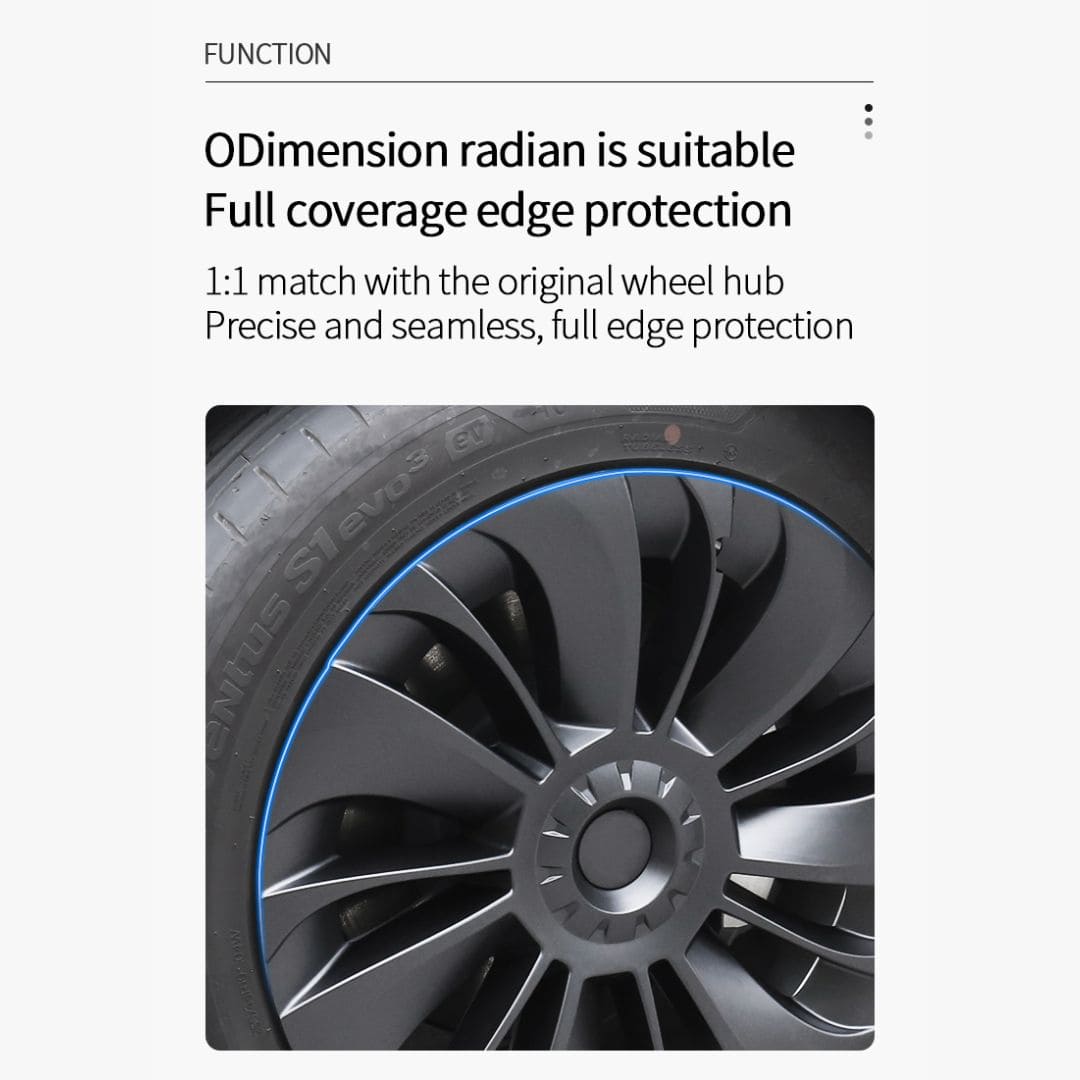 FUNCTION
ODimension radian is suitable
Full coverage edge protection
1:1 match with the original wheel hub
Precise and seamless, full edge protection
entus S1 evo³ ev